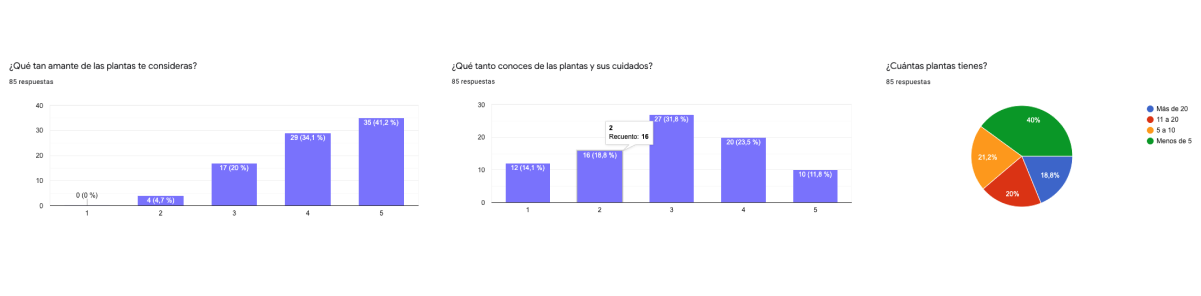 ¿Qué tan amante de las plantas te consideras?
85 respuestas
40
30
20
10
0
0 (0 %)
4 (4,7 %)
17 (20 %)
29 (34,1 %)
35 (41,2 %)
1
2
3
4
5
¿Qué tanto conoces de las plantas y sus cuidados?
85 respuestas
30
20
10
0
12 (14,1 %)
16 (18,8 %)
27 (31,8 %)
20 (23,5 %)
10 (11,8 %)
2
Recuento: 16
1
2
3
4
5
¿Cuántas plantas tienes?
85 respuestas
40%
21,2%
20%
18,8%
Más de 20
11 a 20
5 a 10
Menos de 5